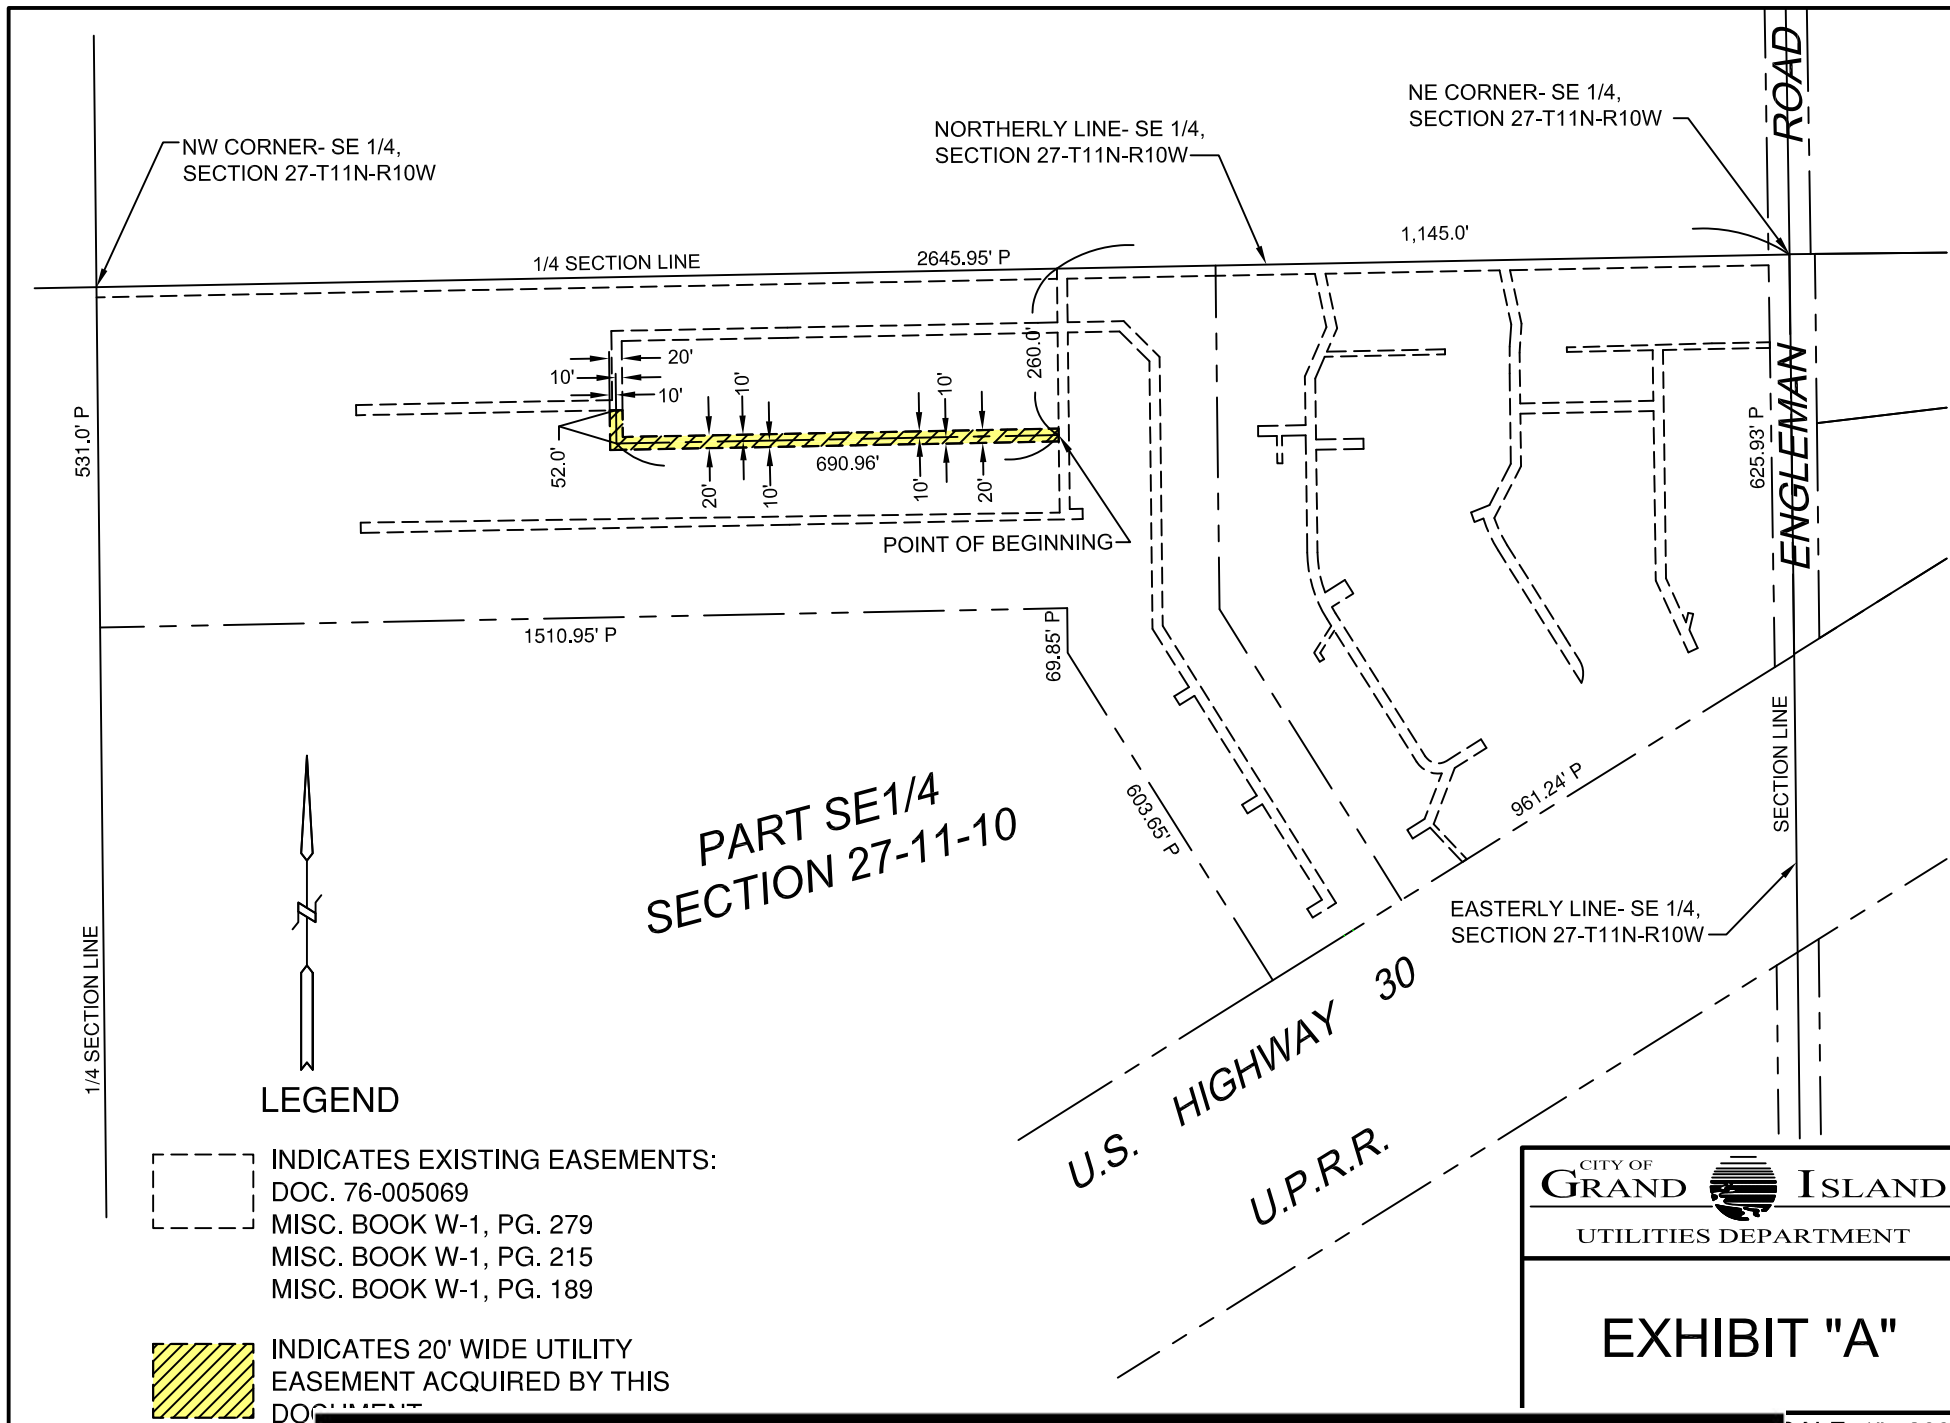 ROAD
NE CORNER- SE 1/4,
SECTION 27-T11N-R10W
NORTHERLY LINE- SE 1/4,
SECTION 27-T11N-R10W
NW CORNER- SE 1/4,
SECTION 27-T11N-R10W
1,145.0'
1/4 SECTION LINE
2645.95' P
260.0'
20'
10'
10'
10'
10'
531.0' P
52.0'
690.96'
20'
10'
10'
20'
625.93' P
ENGLEMAN
POINT OF BEGINNING
1510.95' P
69.85' P
SECTION LINE
603.65' P
961.24' P
PART SE1/4
SECTION 27-11-10
EASTERLY LINE- SE 1/4,
SECTION 27-T11N-R10W
1/4 SECTION LINE
U.S. HIGHWAY 30
U.P.R.R.
LEGEND
INDICATES EXISTING EASEMENTS:
DOC. 76-005069
MISC. BOOK W-1, PG. 279
MISC. BOOK W-1, PG. 215
MISC. BOOK W-1, PG. 189
INDICATES 20' WIDE UTILITY
EASEMENT ACQUIRED BY THIS
DOCUMENT
CITY OF
GRAND ISLAND
UTILITIES DEPARTMENT
EXHIBIT "A"